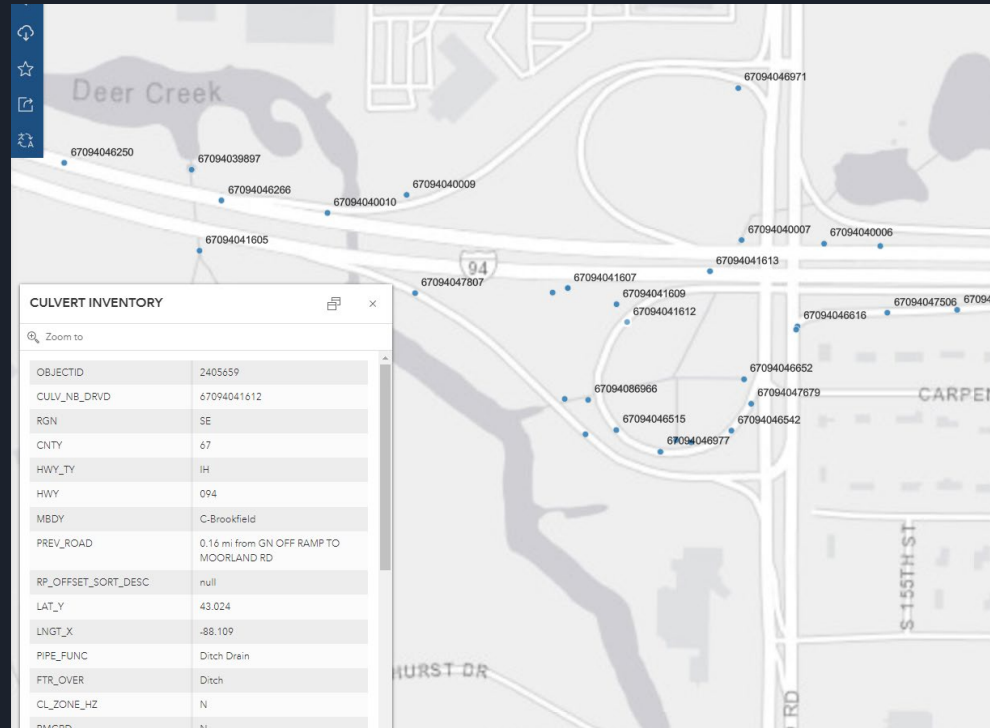 Deer Creek
67094046971
67094046250
67094039897
67094046266
67094040009
67094040010
67094041605
67094040007
67094040006
94
67094041613
67094047807
67094041607
67094041609
67094041612
67094047506
67094046616
67094046652
67094086966
67094047679
67094046515
67094046542
67094046977
S 155TH ST
HURST DR
RD
CULVERT INVENTORY
Zoom to
OBJECTID 2405659
CULV_NB_DRVD 67094041612
RGN SE
CNTY 67
HWY_TY IH
HWY 094
MBDY C-Brookfield
PREV_ROAD 0.16 mi from GN OFF RAMP TO
MOORLAND RD
RP_OFFSET_SORT_DESC null
LAT_Y 43.024
LNGT_X -88.109
PIPE_FUNC Ditch Drain
FTR_OVER Ditch
CL_ZONE_HZ N